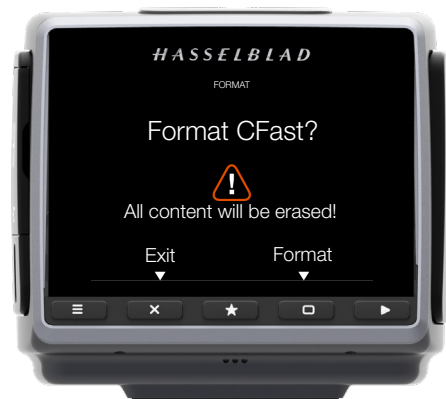 HASSELBLAD
FORMAT
Format CFast?
All content will be erased!
Exit Format